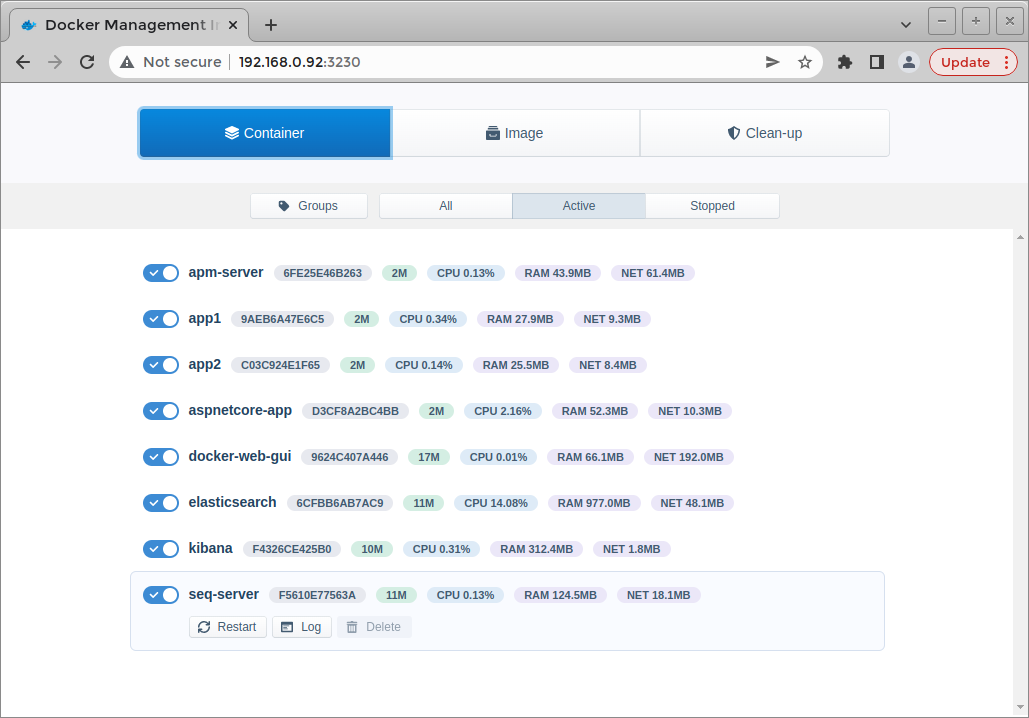 Docker Management I
Not secure 192.168.0.92:3230 Update
Container Image Clean-up
Groups All Active Stopped
apm-server 6FE25E46B263 2M CPU 0.13% RAM 43.9MB NET 61.4MB
app1 9AEB6A47E6C5 2M CPU 0.34% RAM 27.9MB NET 9.3MB
app2 C03C924E1F65 2M CPU 0.14% RAM 25.5MB NET 8.4MB
aspnetcore-app D3CF8A2BC4BB 2M CPU 2.16% RAM 52.3MB NET 10.3MB
docker-web-gui 9624C407A446 17M CPU 0.01% RAM 66.1MB NET 192.0MB
elasticsearch 6CFBB6AB7AC9 11M CPU 14.08% RAM 977.0MB NET 48.1MB
kibana F4326CE425B0 10M CPU 0.31% RAM 312.4MB NET 1.8MB
seq-server F5610E77563A 11M CPU 0.13% RAM 124.5MB NET 18.1MB
Restart Log Delete